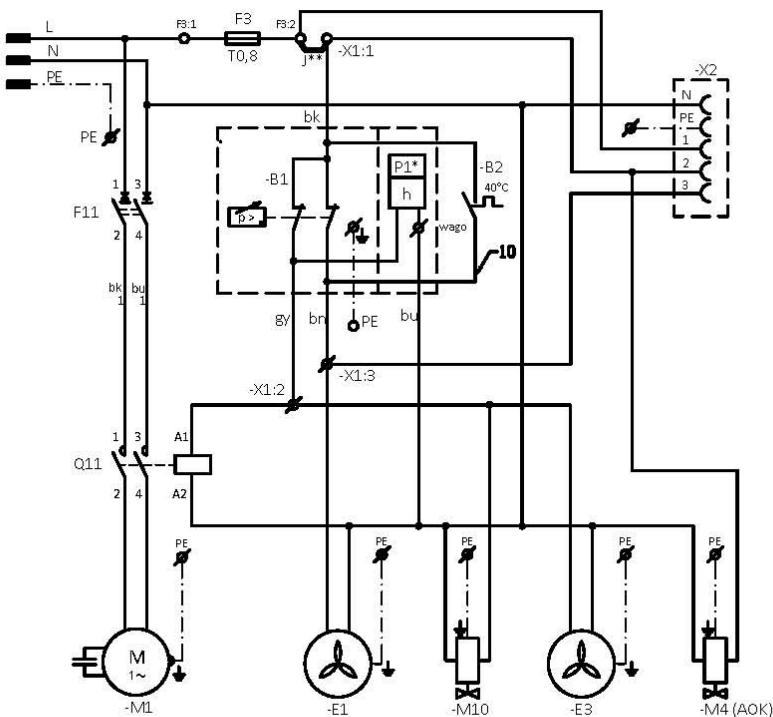 L
F3:1
F3
F3:2
N
T0,8
J**
-X1:1
PE
-X2
N
PE
PE
1
2
3
bk
-B1
P1*
h
-B2
40°C
1
3
F11
2
4
p >
wago
10
bk
1
bu
1
gy
bn
PE
bu
-X1:3
-X1:2
1
3
A1
Q11
2
4
A2
PE
PE
PE
PE
PE
M
1~
-M1
-E1
-M10
-E3
-M4 (AOK)